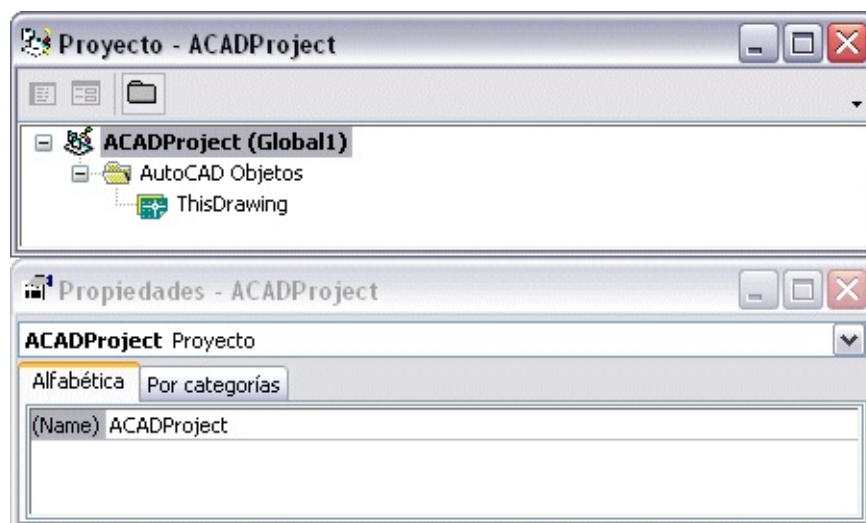 Proyecto - ACADProject
ACADProject (Global1)
AutoCAD Objetos
ThisDrawing
Propiedades - ACADProject
ACADProject Proyecto
Alfabética Por categorías
(Name) ACADProject